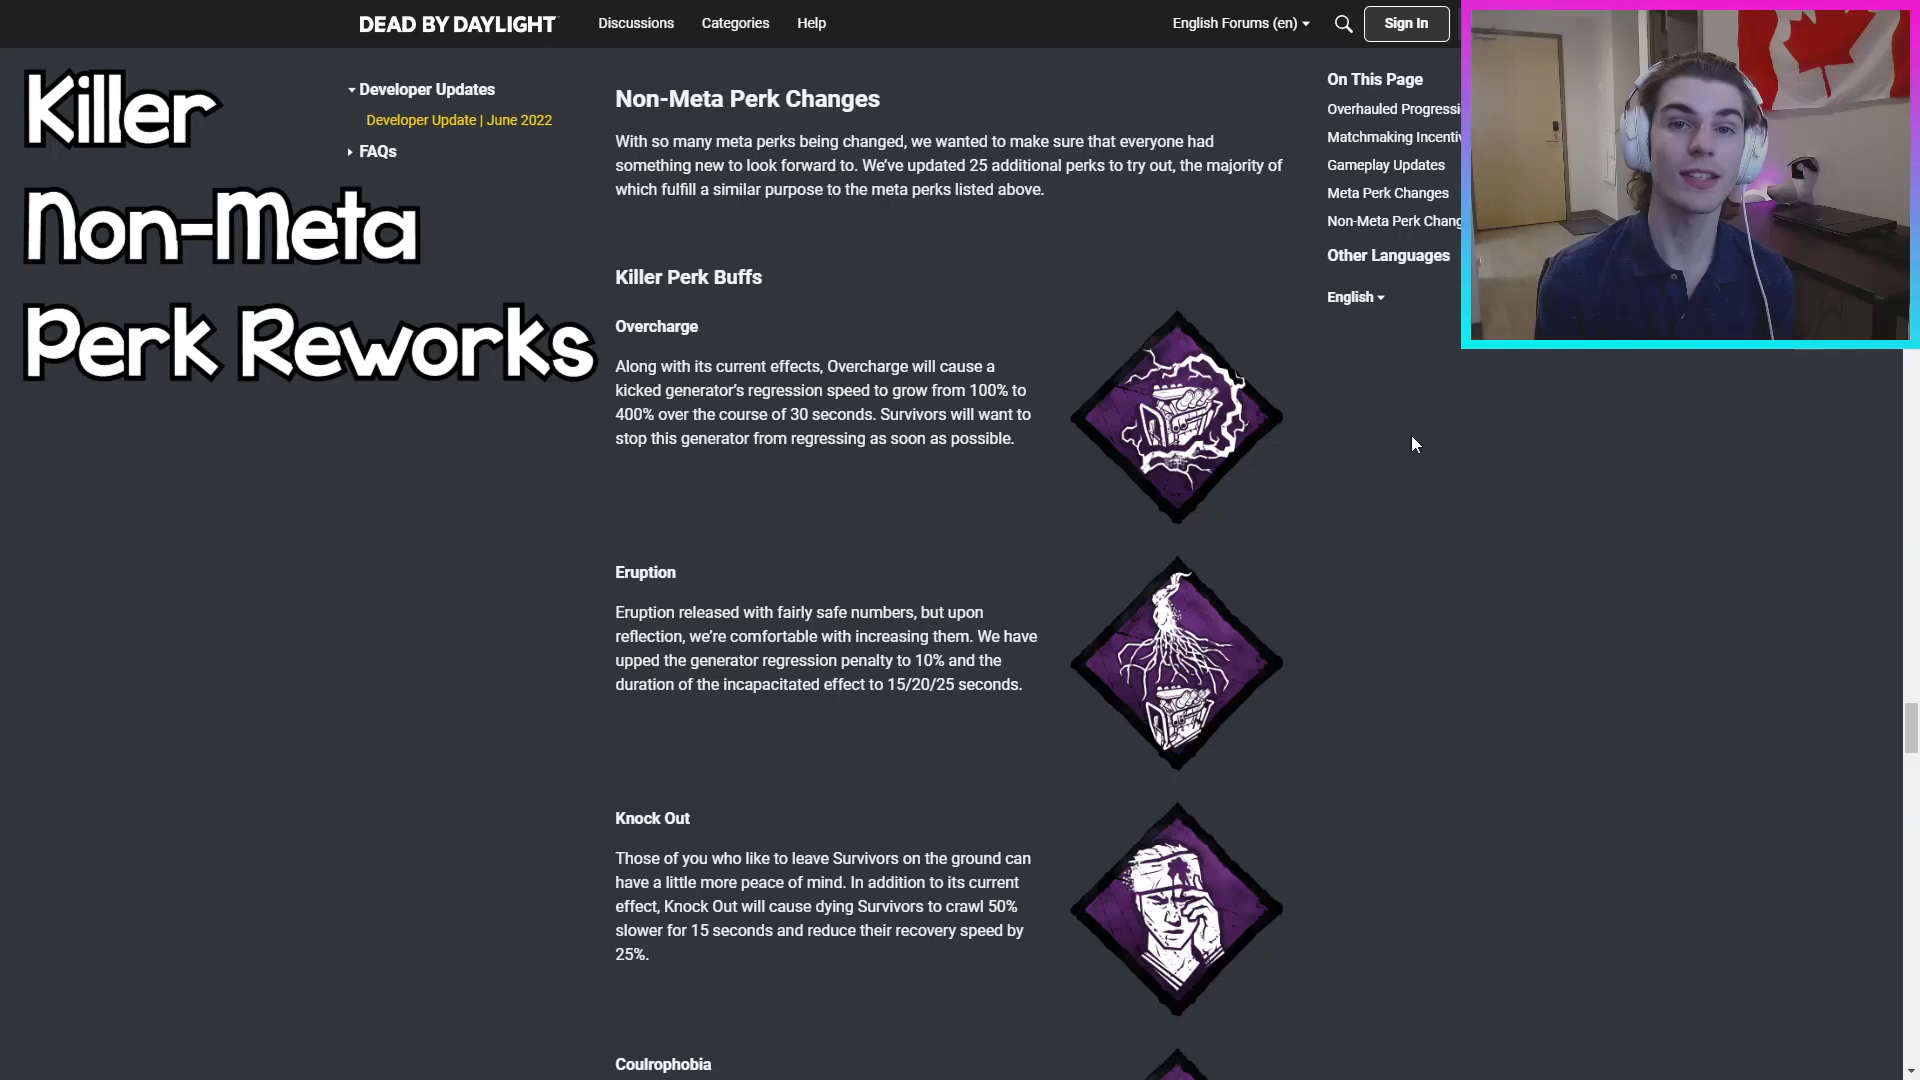 DEAD BY DAYLIGHT
Discussions
Categories
Help
English Forums (en)
Sign In
Killer
Non-Meta
Perk Reworks
Developer Updates
Developer Update | June 2022
FAQs
Non-Meta Perk Changes
With so many meta perks being changed, we wanted to make sure that everyone had
something new to look forward to. We've updated 25 additional perks to try out, the majority of
which fulfill a similar purpose to the meta perks listed above.
Killer Perk Buffs
Overcharge
Along with its current effects, Overcharge will cause a
kicked generator's regression speed to grow from 100% to
400% over the course of 30 seconds. Survivors will want to
stop this generator from regressing as soon as possible.
Eruption
Eruption released with fairly safe numbers, but upon
reflection, we're comfortable with increasing them. We have
upped the generator regression penalty to 10% and the
duration of the incapacitated effect to 15/20/25 seconds.
Knock Out
Those of you who like to leave Survivors on the ground can
have a little more peace of mind. In addition to its current
effect, Knock Out will cause dying Survivors to crawl 50%
slower for 15 seconds and reduce their recovery speed by
25%.
Coulrophobia
On This Page
Overhauled Progressi
Matchmaking Incentiv
Gameplay Updates
Meta Perk Changes
Non-Meta Perk Chang
Other Languages
English